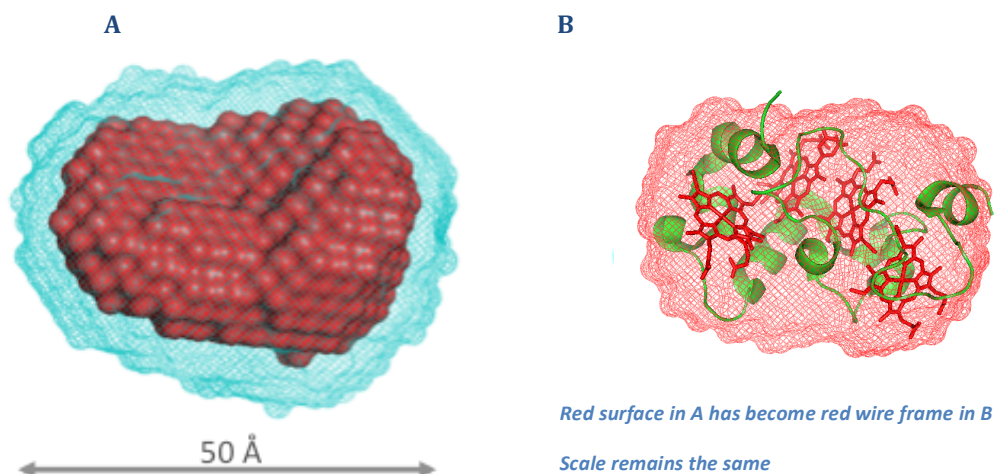 A
B
50 Å
Red surface in A has become red wire frame in B
Scale remains the same